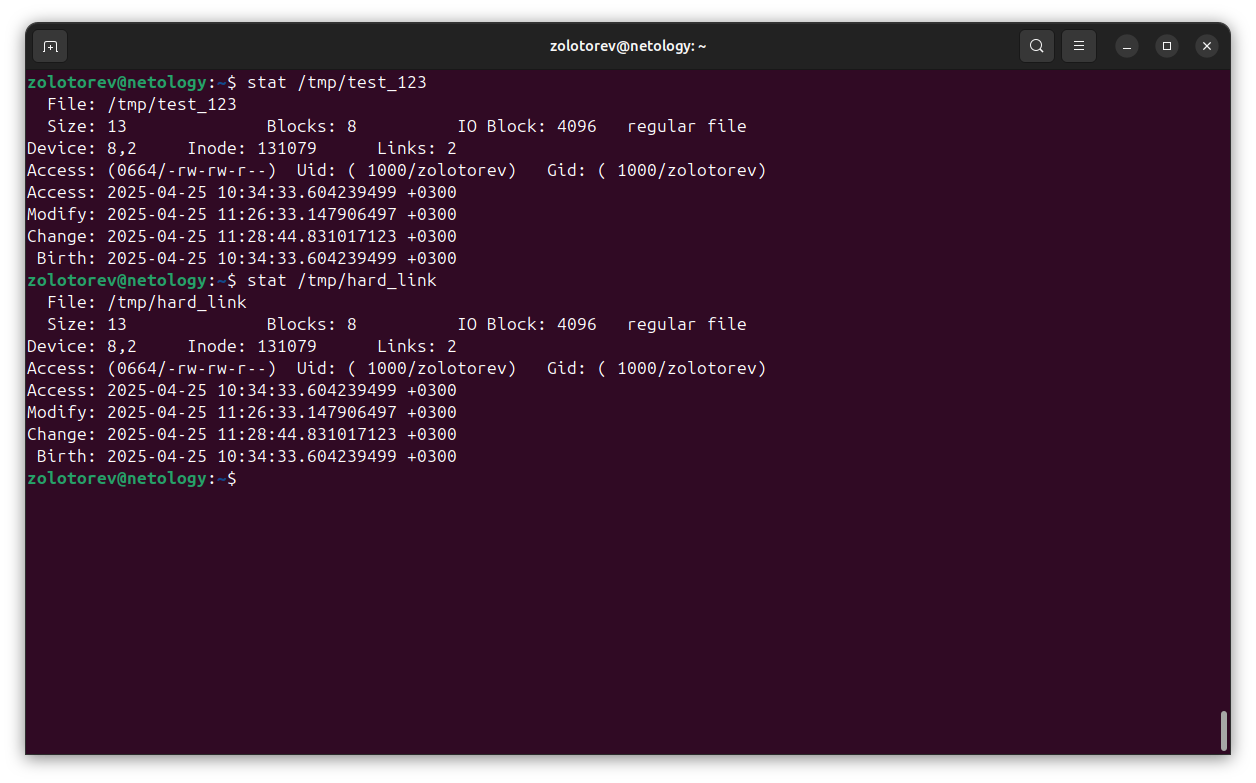 zolotorev@netology: ~
zolotorev@netology:~$ stat /tmp/test_123
  File: /tmp/test_123
  Size: 13              Blocks: 8          IO Block: 4096   regular file
Device: 8,2     Inode: 131079      Links: 2
Access: (0664/-rw-rw-r--)  Uid: ( 1000/zolotorev)   Gid: ( 1000/zolotorev)
Access: 2025-04-25 10:34:33.604239499 +0300
Modify: 2025-04-25 11:26:33.147906497 +0300
Change: 2025-04-25 11:28:44.831017123 +0300
 Birth: 2025-04-25 10:34:33.604239499 +0300
zolotorev@netology:~$ stat /tmp/hard_link
  File: /tmp/hard_link
  Size: 13              Blocks: 8          IO Block: 4096   regular file
Device: 8,2     Inode: 131079      Links: 2
Access: (0664/-rw-rw-r--)  Uid: ( 1000/zolotorev)   Gid: ( 1000/zolotorev)
Access: 2025-04-25 10:34:33.604239499 +0300
Modify: 2025-04-25 11:26:33.147906497 +0300
Change: 2025-04-25 11:28:44.831017123 +0300
 Birth: 2025-04-25 10:34:33.604239499 +0300
zolotorev@netology:~$